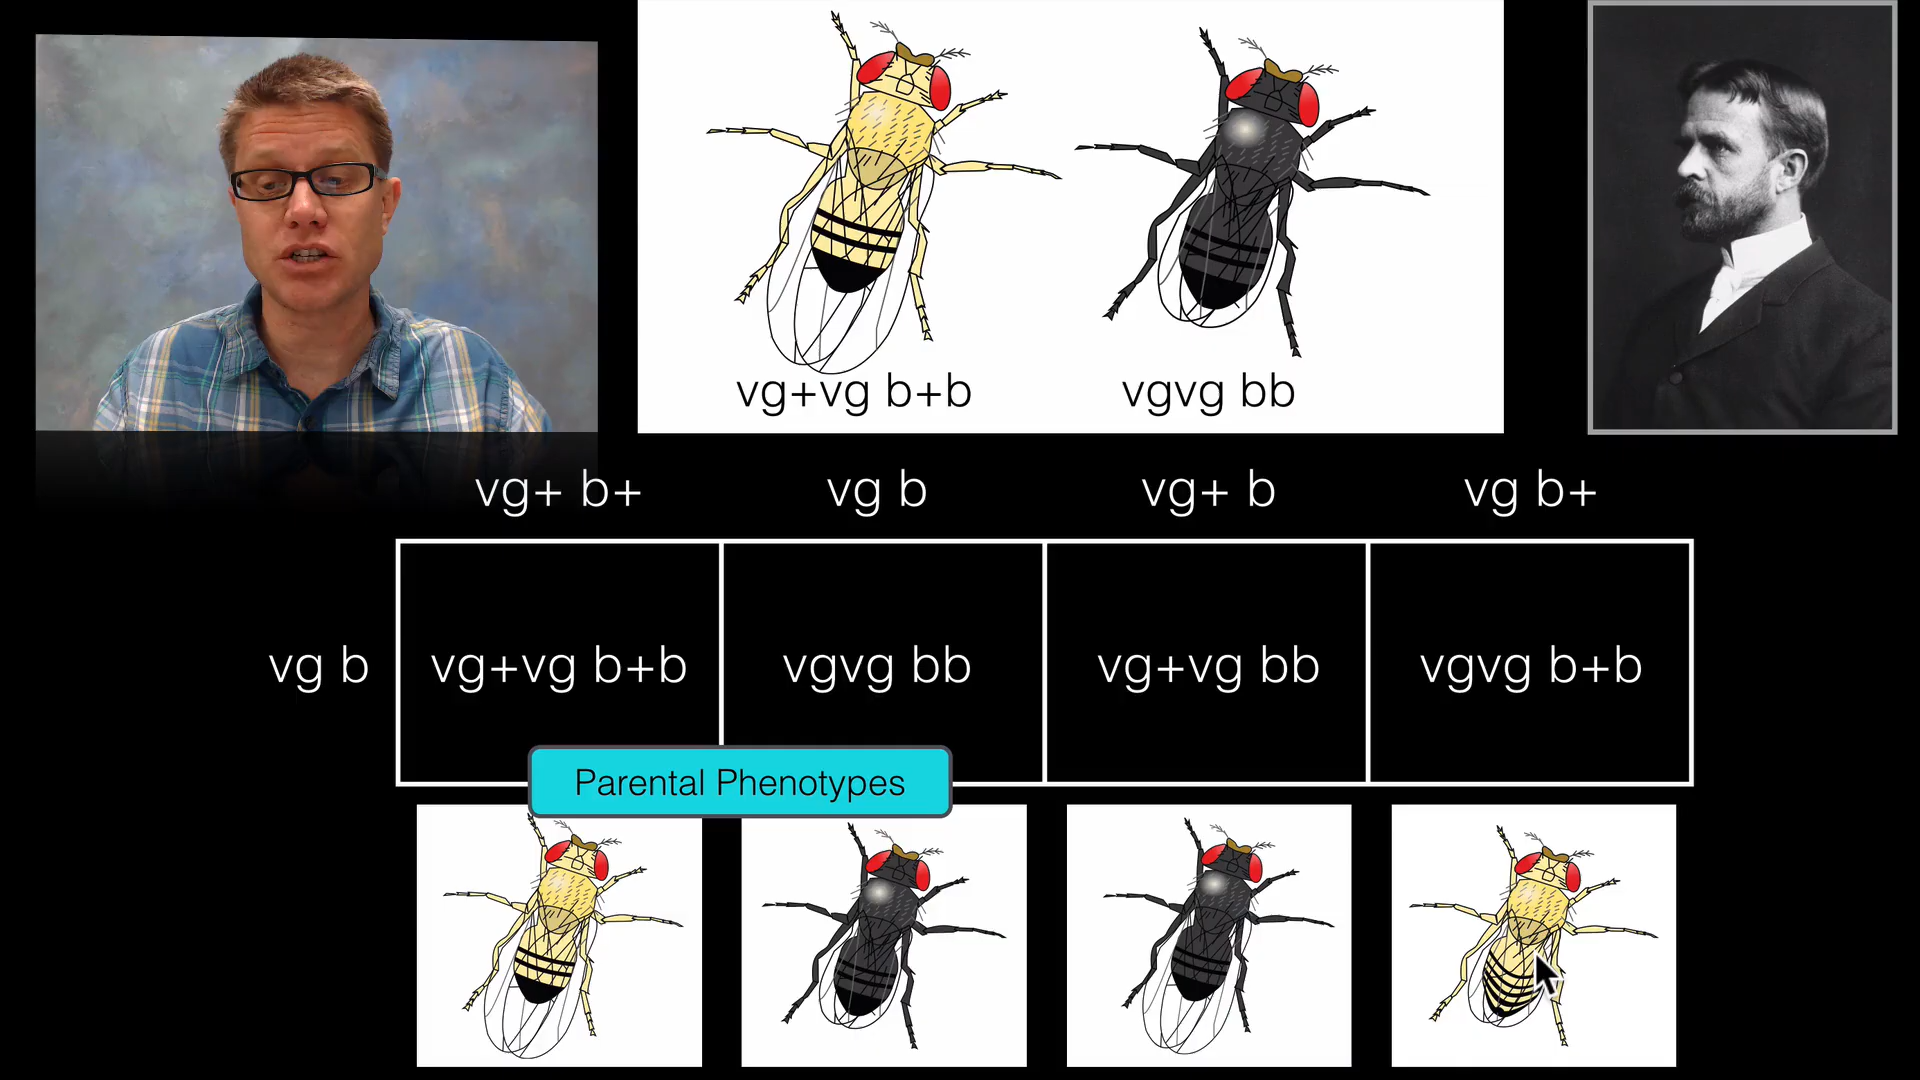 vg+vg b+b
vgvg bb
vg+ b+
vg b
vg+ b
vg b+
vg b
vg+vg b+b
vgvg bb
vg+vg bb
vgvg b+b
Parental Phenotypes